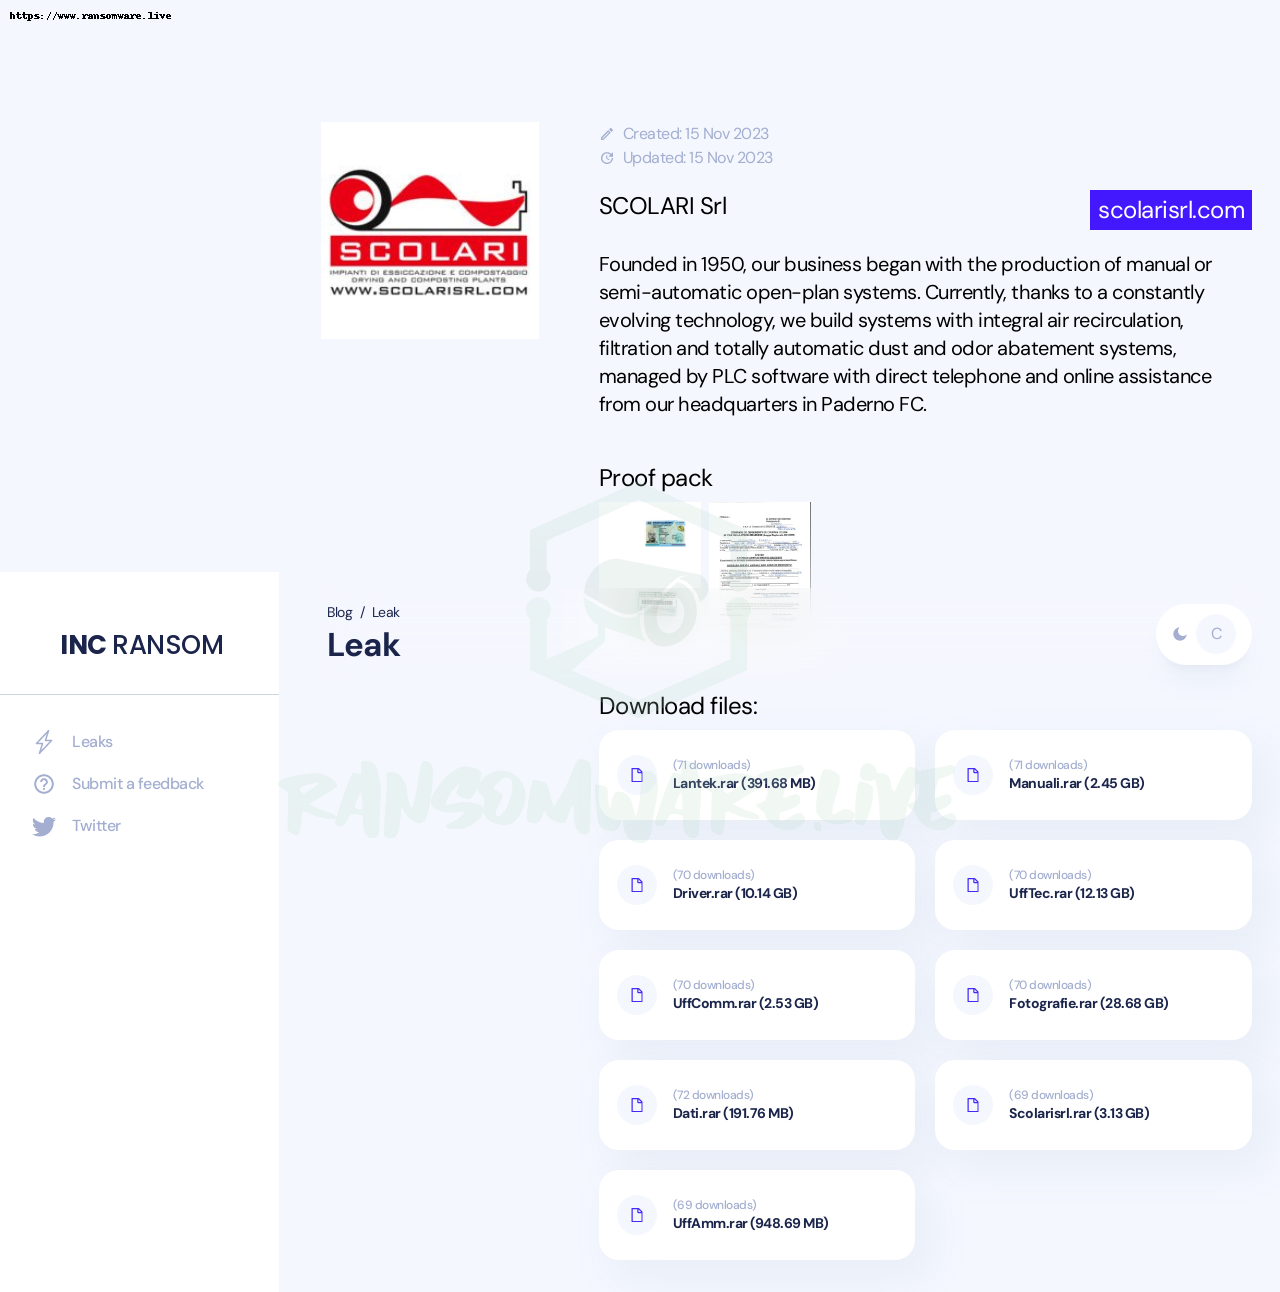 https://www.ransomware.live
Created: 15 Nov 2023
Updated: 15 Nov 2023
SCOLARI Srl
scolarisrl.com
SCOLARI
IMPIANTI DI ESSICCAZIONE E COMPOSTAGGIO
DRYING AND COMPOSTING PLANTS
WWW.SCOLARISRL.COM
Founded in 1950, our business began with the production of manual or
semi-automatic open-plan systems. Currently, thanks to a constantly
evolving technology, we build systems with integral air recirculation,
filtration and totally automatic dust and odor abatement systems,
managed by PLC software with direct telephone and online assistance
from our headquarters in Paderno FC.
Proof pack
INC RANSOM
Leaks
Submit a feedback
Twitter
Blog / Leak
Leak
C
Download files:
(71 downloads)
Lantek.rar (391.68 MB)
(71 downloads)
Manuali.rar (2.45 GB)
RANSOMWARE.LIVE
(70 downloads)
Driver.rar (10.14 GB)
(70 downloads)
UffTec.rar (12.13 GB)
(70 downloads)
UffComm.rar (2.53 GB)
(70 downloads)
Fotografie.rar (28.68 GB)
(72 downloads)
Dati.rar (191.76 MB)
(69 downloads)
Scolarisrl.rar (3.13 GB)
(69 downloads)
UffAmm.rar (948.69 MB)